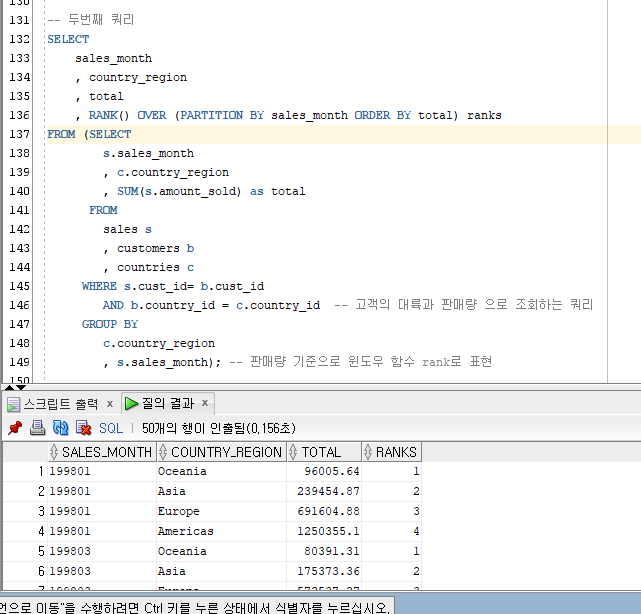 131 -- 두번째 쿼리
132 SELECT
133 sales_month
134 , country_region
135 , total
136 , RANK() OVER (PARTITION BY sales_month ORDER BY total) ranks
137 FROM (SELECT
138 s.sales_month
139 , c.country_region
140 , SUM(s.amount_sold) as total
141 FROM
142 sales s
143 , customers b
144 , countries c
145 WHERE s.cust_id= b.cust_id
146 AND b.country_id = c.country_id -- 고객의 대륙과 판매량 으로 조회하는 쿼리
147 GROUP BY
148 c.country_region
149 , s.sales_month); -- 판매량 기준으로 윈도우 함수 rank로 표현
150
스크립트 출력 x 질의 결과 x
SQL | 50개의 행이 인출됨(0,156초)
SALES_MONTH COUNTRY_REGION TOTAL RANKS
1 199801 Oceania 96005.64 1
2 199801 Asia 239454.87 2
3 199801 Europe 691604.88 3
4 199801 Americas 1250355.1 4
5 199803 Oceania 80391.31 1
6 199803 Asia 175373.36 2
언으로 이동"을 수행하려면 Ctrl 키를 누른 상태에서 식별자를 누르십시오.